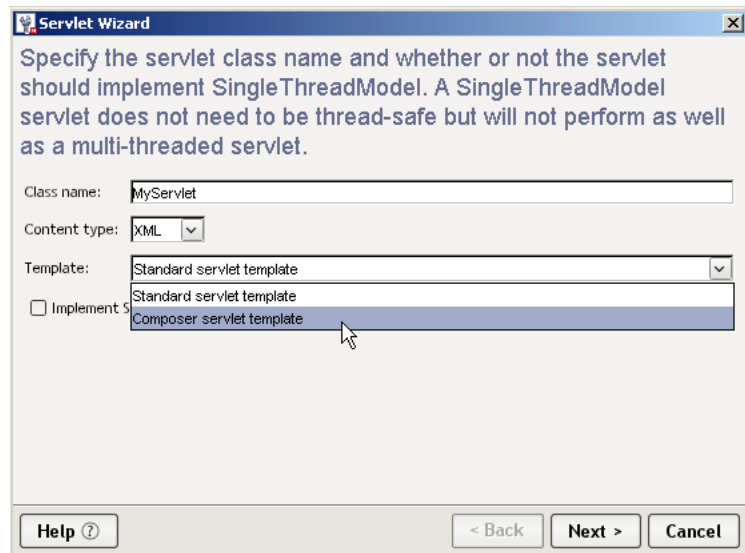 Servlet Wizard
Specify the servlet class name and whether or not the servlet
should implement SingleThreadModel. A SingleThreadModel
servlet does not need to be thread-safe but will not perform as well
as a multi-threaded servlet.
Class name: MyServlet
Content type: XML
Template: Standard servlet template
Standard servlet template
Implement S
Composer servlet template
Help ? < Back Next > Cancel